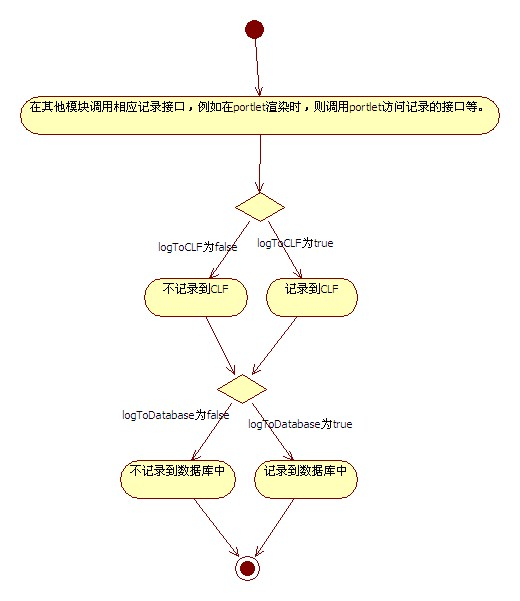 在其他模块调用相应记录接口，例如在portlet渲染时，则调用portlet访问记录的接口等。
logToCLF为false
logToCLF为true
不记录到CLF
记录到CLF
logToDatabase为false
logToDatabase为true
不记录到数据库中
记录到数据库中